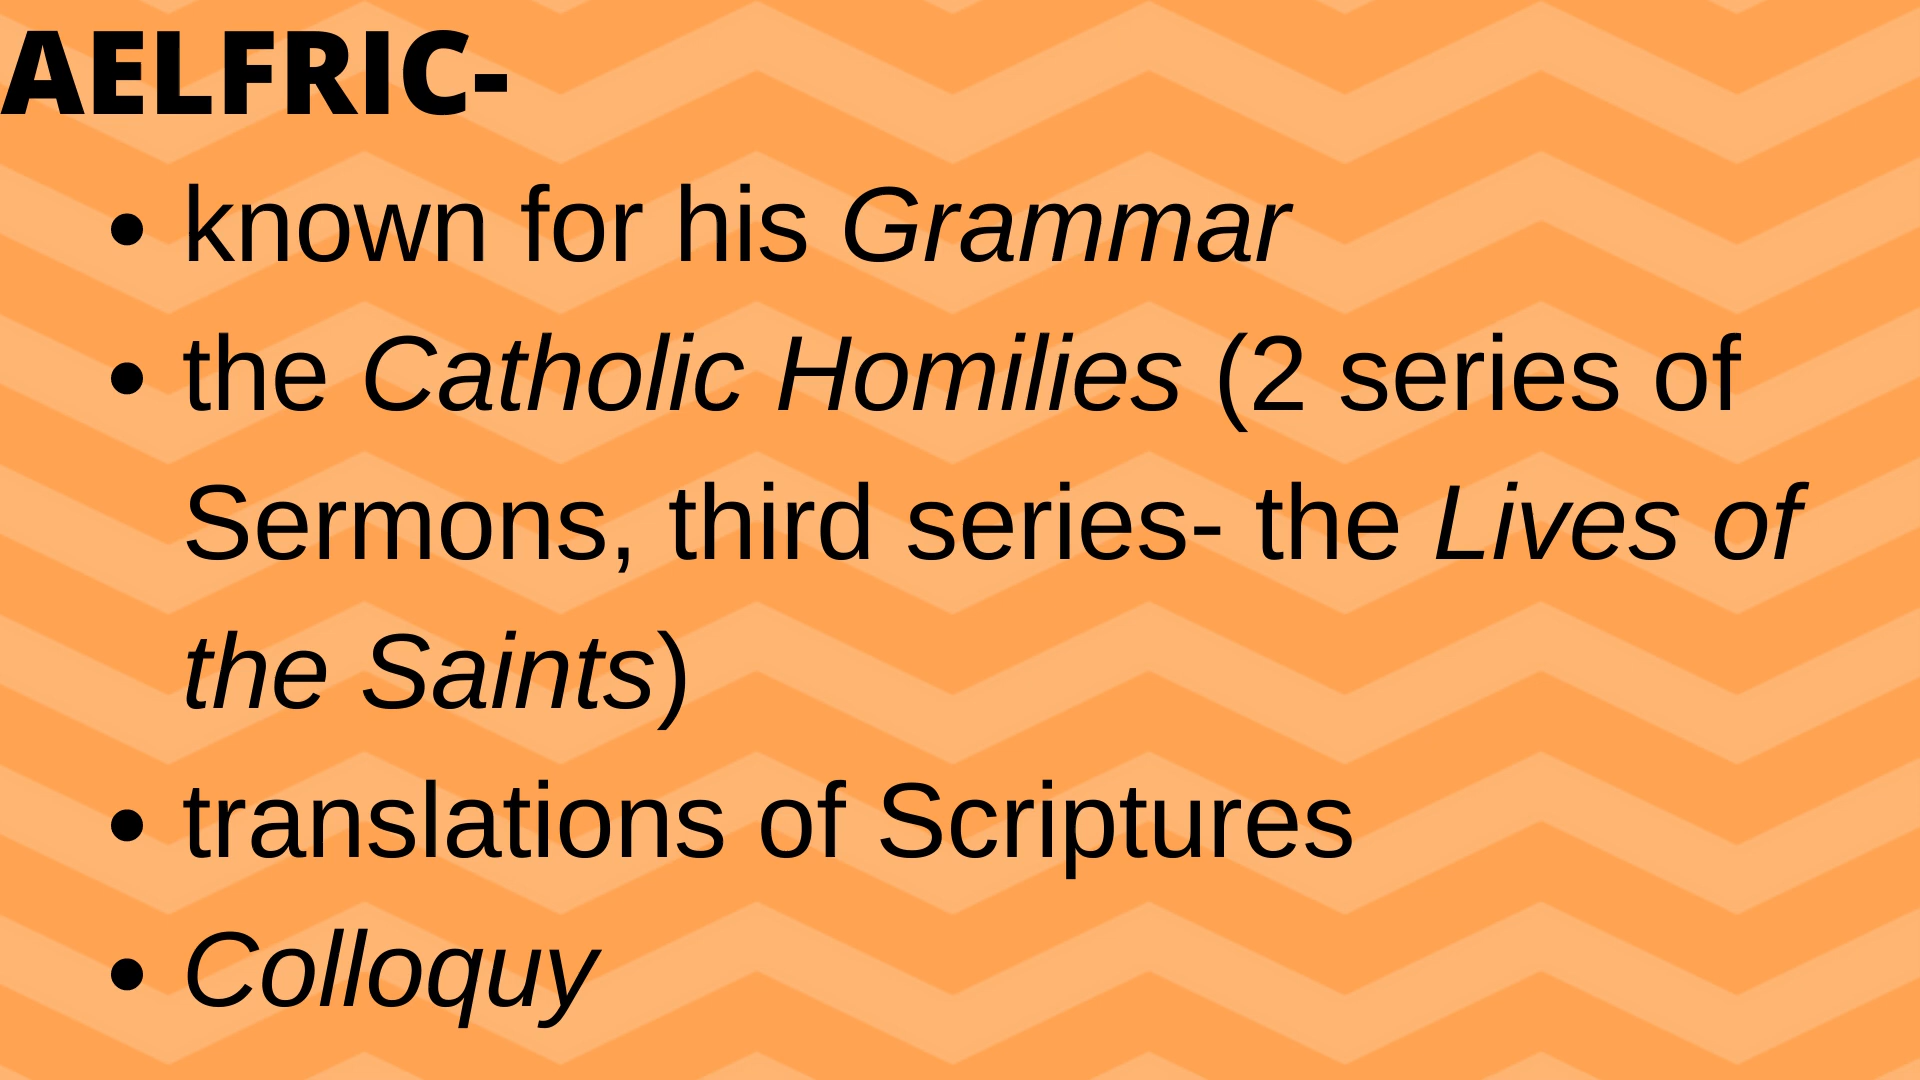 AELFRIC-
• known for his Grammar
• the Catholic Homilies (2 series of
Sermons, third series- the Lives of
the Saints)
• translations of Scriptures
• Colloquy